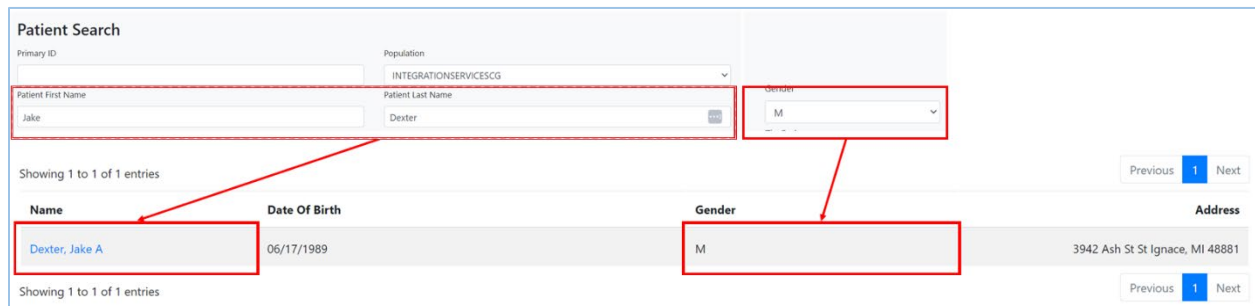 Patient Search
Primary ID Population
INTEGRATIONSERVICESCG
Patient First Name Patient Last Name Gender
Jake Dexter M
Showing 1 to 1 of 1 entries Previous 1 Next
Name Date Of Birth Gender Address
Dexter, Jake A 06/17/1989 M 3942 Ash St St Ignace, MI 48881
Showing 1 to 1 of 1 entries Previous 1 Next